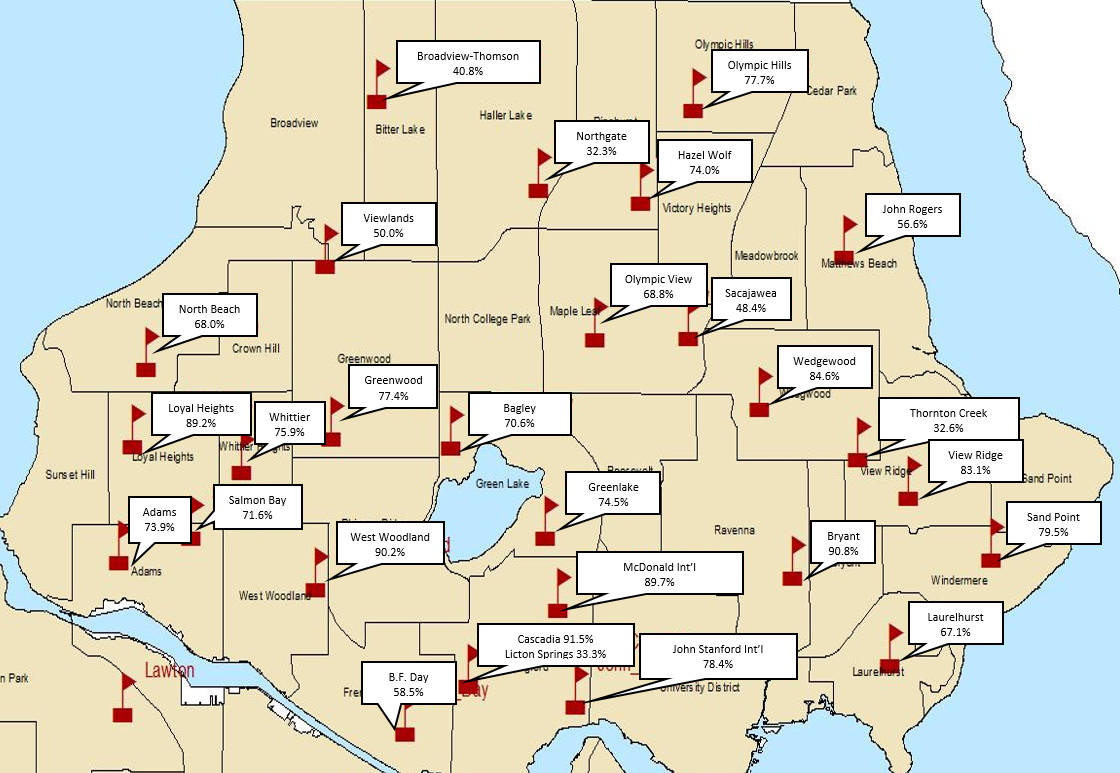 Olympic Hills
Broadview-Thomson
40.8%
Olympic Hills
77.7%
Cedar Park
Haller Lake
Broadview
Bitter Lake
Northgate
32.3%
Hazel Wolf
74.0%
Victory Heights
John Rogers
56.6%
Viewlands
50.0%
Meadowbrook
Matthews Beach
Olympic View
68.8%
Sacajawea
48.4%
North Beach
North Beach
68.0%
Maple Leaf
North College Park
Crown Hill
Greenwood
Wedgewood
84.6%
Greenwood
77.4%
Loyal Heights
89.2%
Whittier
75.9%
Bagley
70.6%
Thornton Creek
32.6%
Whittier Heights
Loyal Heights
View Ridge
83.1%
View Ridge
Sunset Hill
Green Lake
Sand Point
Greenlake
74.5%
Salmon Bay
71.6%
Adams
73.9%
Sand Point
79.5%
Ravenna
West Woodland
90.2%
Bryant
90.8%
Adams
McDonald Int'l
89.7%
Windermere
West Woodland
Laurelhurst
67.1%
Cascadia 91.5%
Licton Springs 33.3%
John Stanford Int'l
78.4%
Lawton
Laurelhurst
n Park
B.F. Day
58.5%
Fre
Day
University District